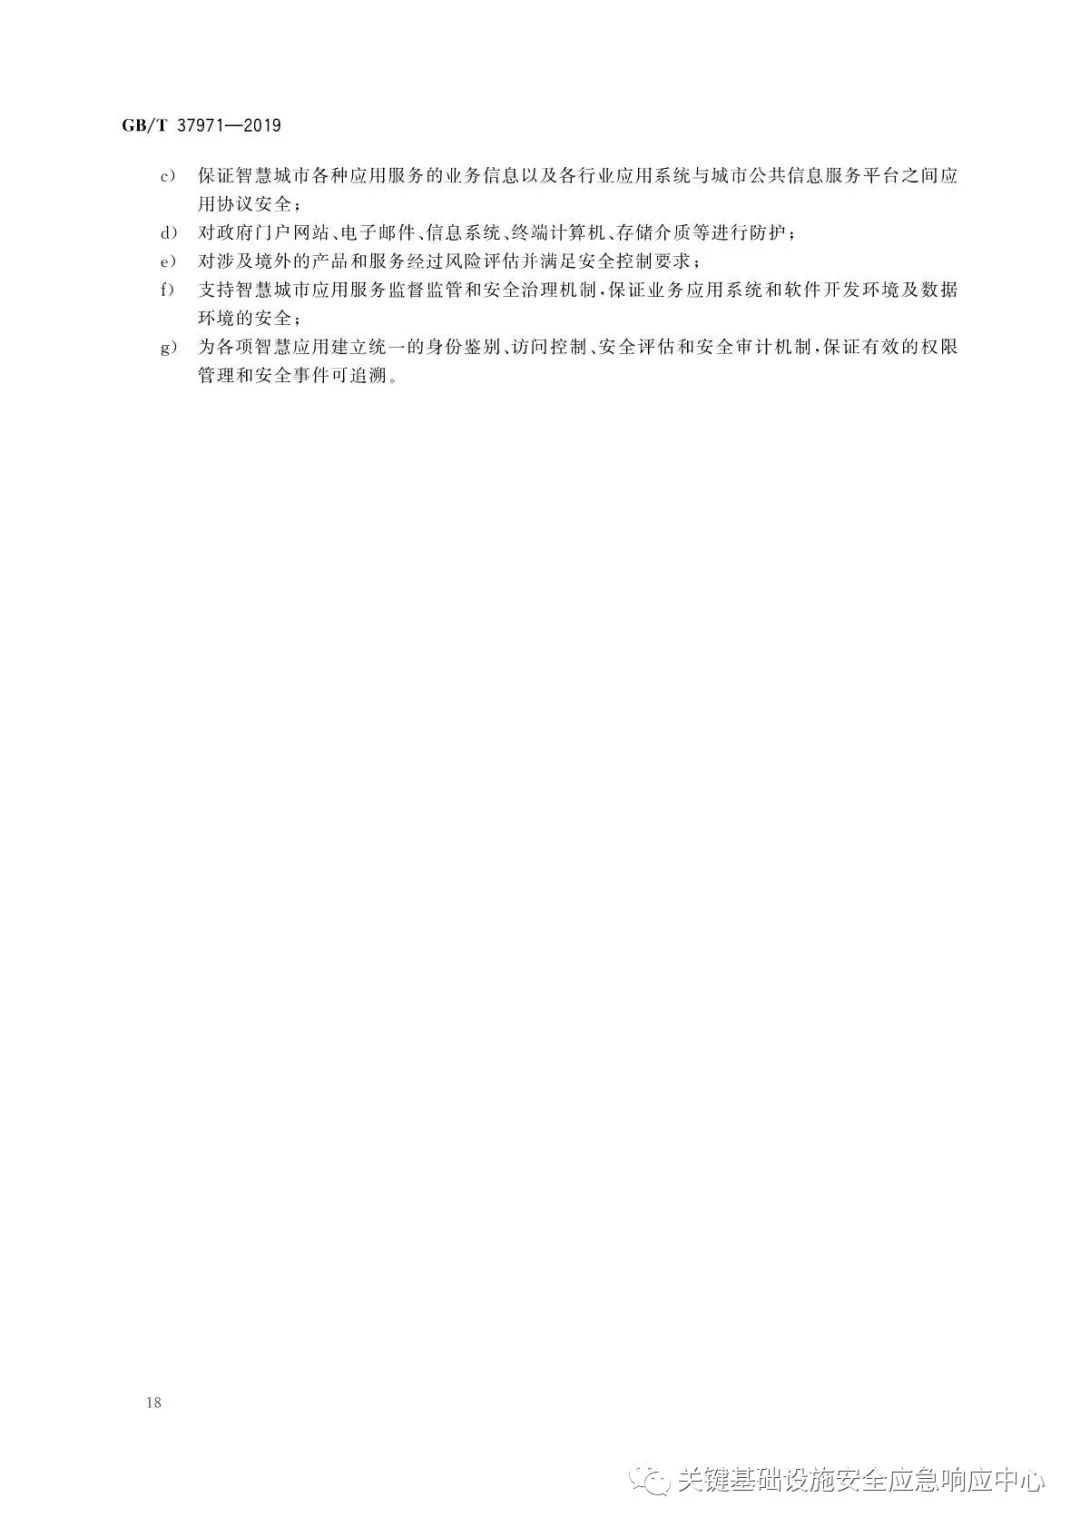 GB/T 37971—2019
c) 保证智慧城市各种应用服务的业务信息以及各行业应用系统与城市公共信息服务平台之间应
用协议安全；
d) 对政府门户网站、电子邮件、信息系统、终端计算机、存储介质等进行防护；
e) 对涉及境外的产品和服务经过风险评估并满足安全控制要求；
f) 支持智慧城市应用服务监督监管和安全治理机制，保证业务应用系统和软件开发环境及数据
环境的安全；
g) 为各项智慧应用建立统一的身份鉴别、访问控制、安全评估和安全审计机制，保证有效的权限
管理和安全事件可追溯。
18
关键基础设施安全应急响应中心